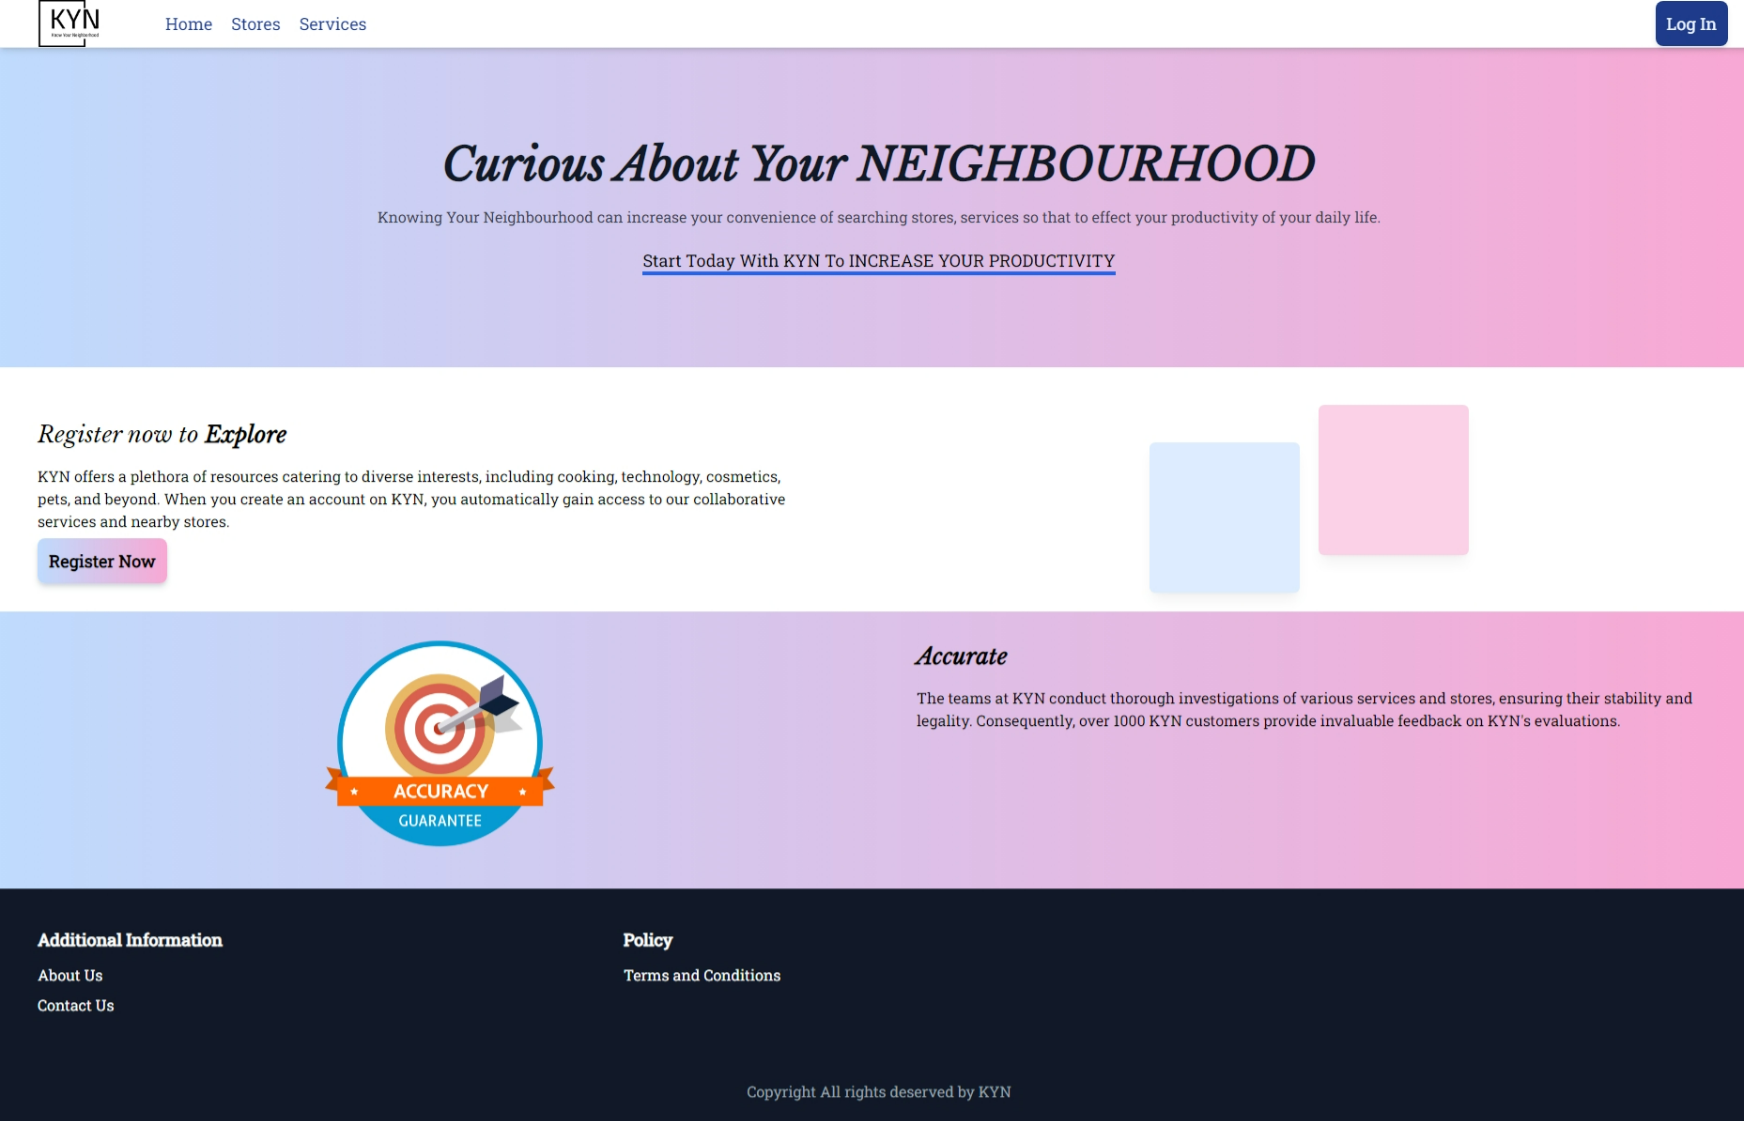 KYN
Know Your Neighborhood
Home Stores Services
Log In
Curious About Your NEIGHBOURHOOD
Knowing Your Neighbourhood can increase your convenience of searching stores, services so that to effect your productivity of your daily life.
Start Today With KYN To INCREASE YOUR PRODUCTIVITY
Register now to Explore
KYN offers a plethora of resources catering to diverse interests, including cooking, technology, cosmetics,
pets, and beyond. When you create an account on KYN, you automatically gain access to our collaborative
services and nearby stores.
Register Now
ACCURACY
GUARANTEE
Accurate
The teams at KYN conduct thorough investigations of various services and stores, ensuring their stability and
legality. Consequently, over 1000 KYN customers provide invaluable feedback on KYN's evaluations.
Additional Information
About Us
Contact Us
Policy
Terms and Conditions
Copyright All rights deserved by KYN